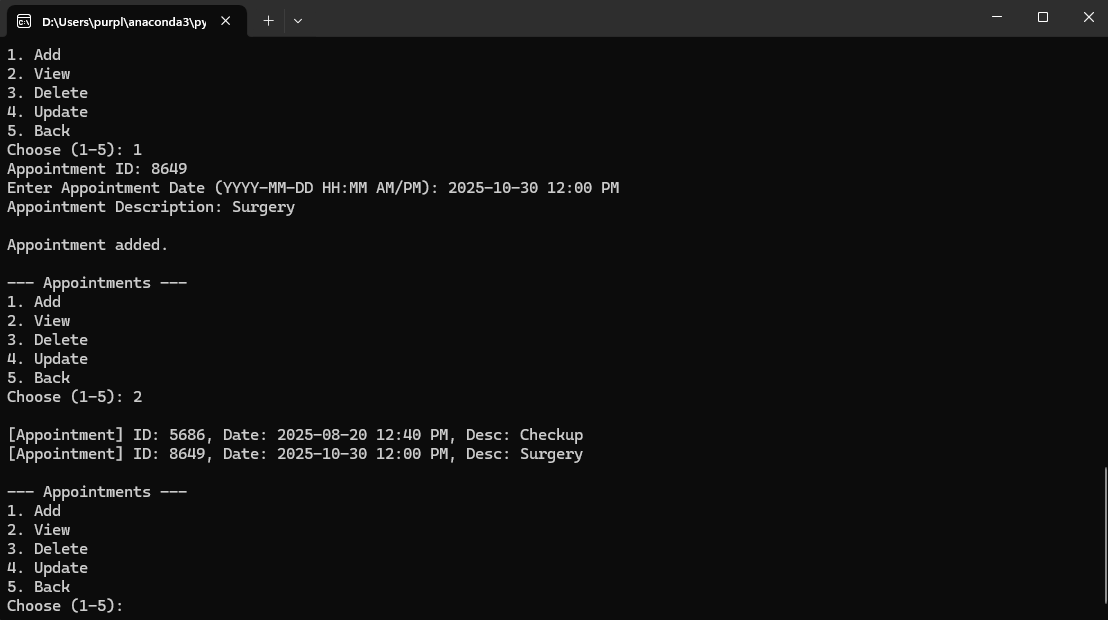 D:\Users\purpl\anaconda3\py
1. Add
2. View
3. Delete
4. Update
5. Back
Choose (1-5): 1
Appointment ID: 8649
Enter Appointment Date (YYYY-MM-DD HH:MM AM/PM): 2025-10-30 12:00 PM
Appointment Description: Surgery
Appointment added.
--- Appointments ---
1. Add
2. View
3. Delete
4. Update
5. Back
Choose (1-5): 2
[Appointment] ID: 5686, Date: 2025-08-20 12:40 PM, Desc: Checkup
[Appointment] ID: 8649, Date: 2025-10-30 12:00 PM, Desc: Surgery
--- Appointments ---
1. Add
2. View
3. Delete
4. Update
5. Back
Choose (1-5):